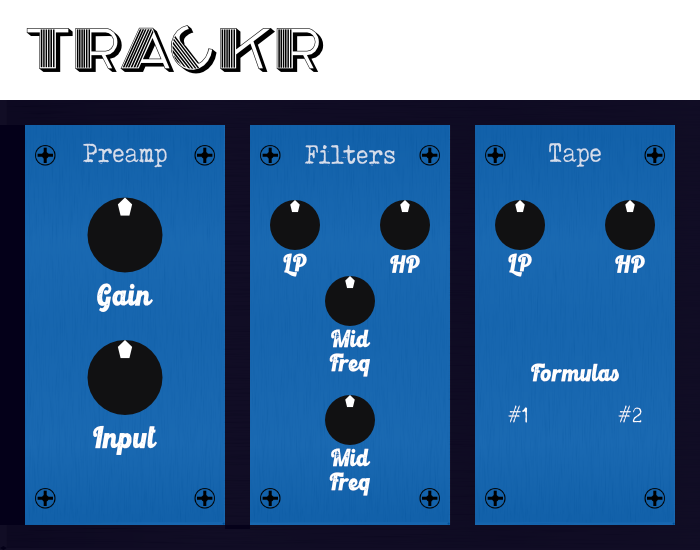 TRACKR
Preamp
Gain
Input
Filters
LP
HP
Mid
Freq
Mid
Freq
Tape
LP
HP
Formulas
#1
#2